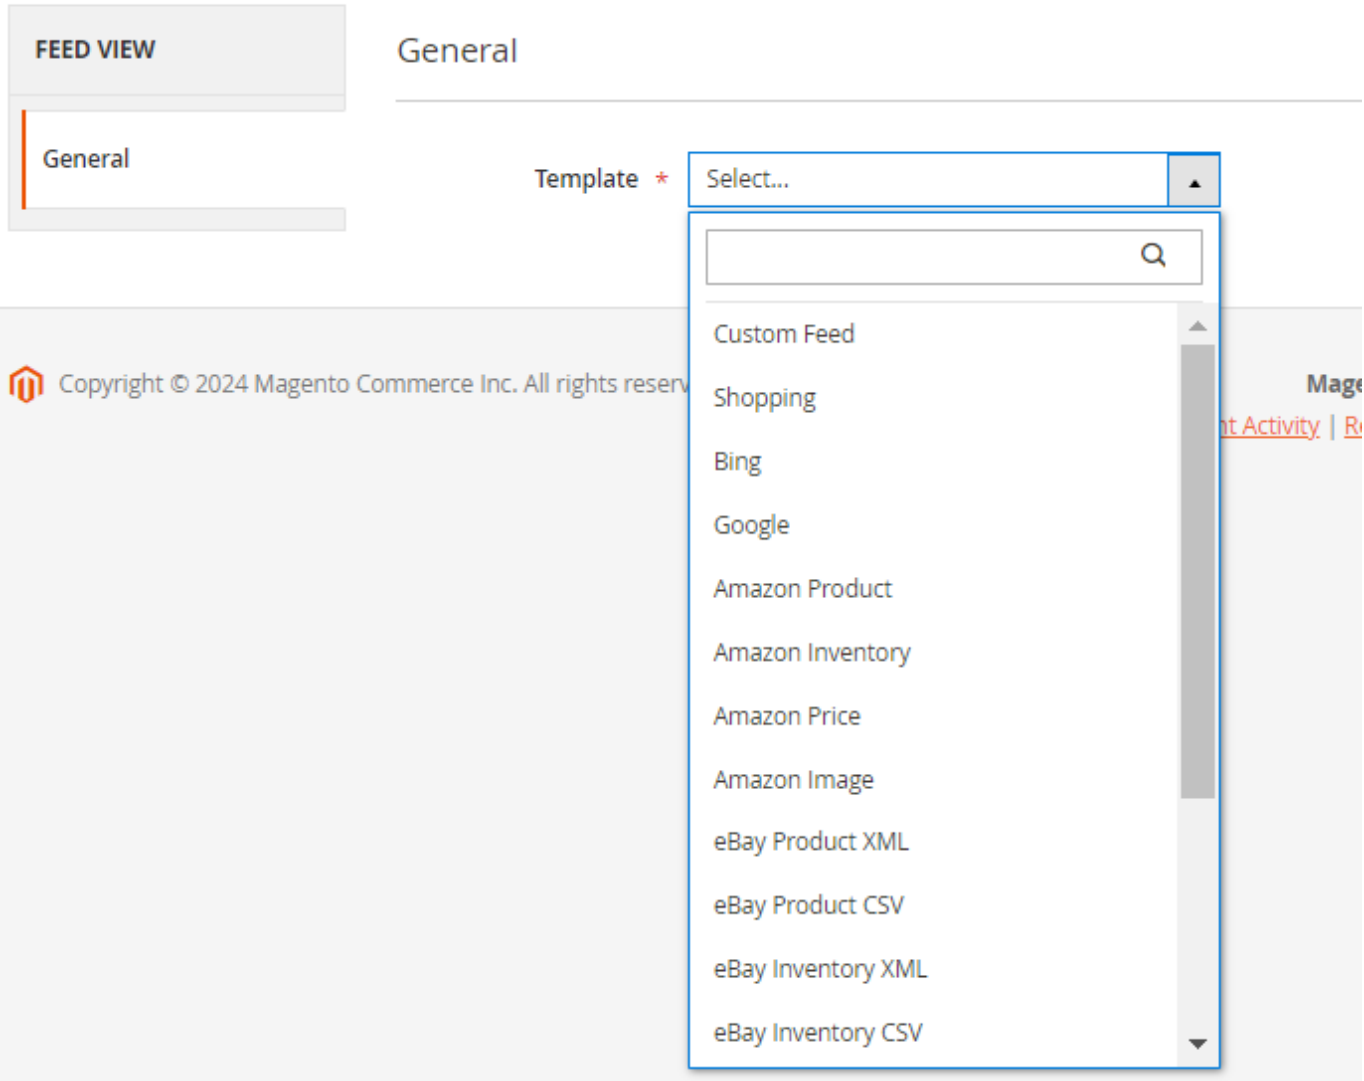 FEED VIEW
General
General
Template *
Select...
Custom Feed
Shopping
Bing
Google
Amazon Product
Amazon Inventory
Amazon Price
Amazon Image
eBay Product XML
eBay Product CSV
eBay Inventory XML
eBay Inventory CSV
Copyright © 2024 Magento Commerce Inc. All rights reserv
Mage
nt Activity | Re